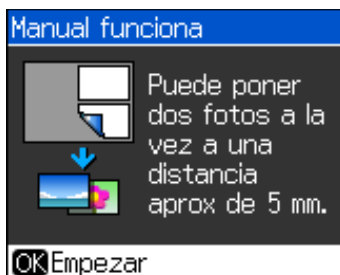 Manual funciona
Puede poner
dos fotos a la
vez a una
distancia
aprox de 5 mm.
OK Empezar